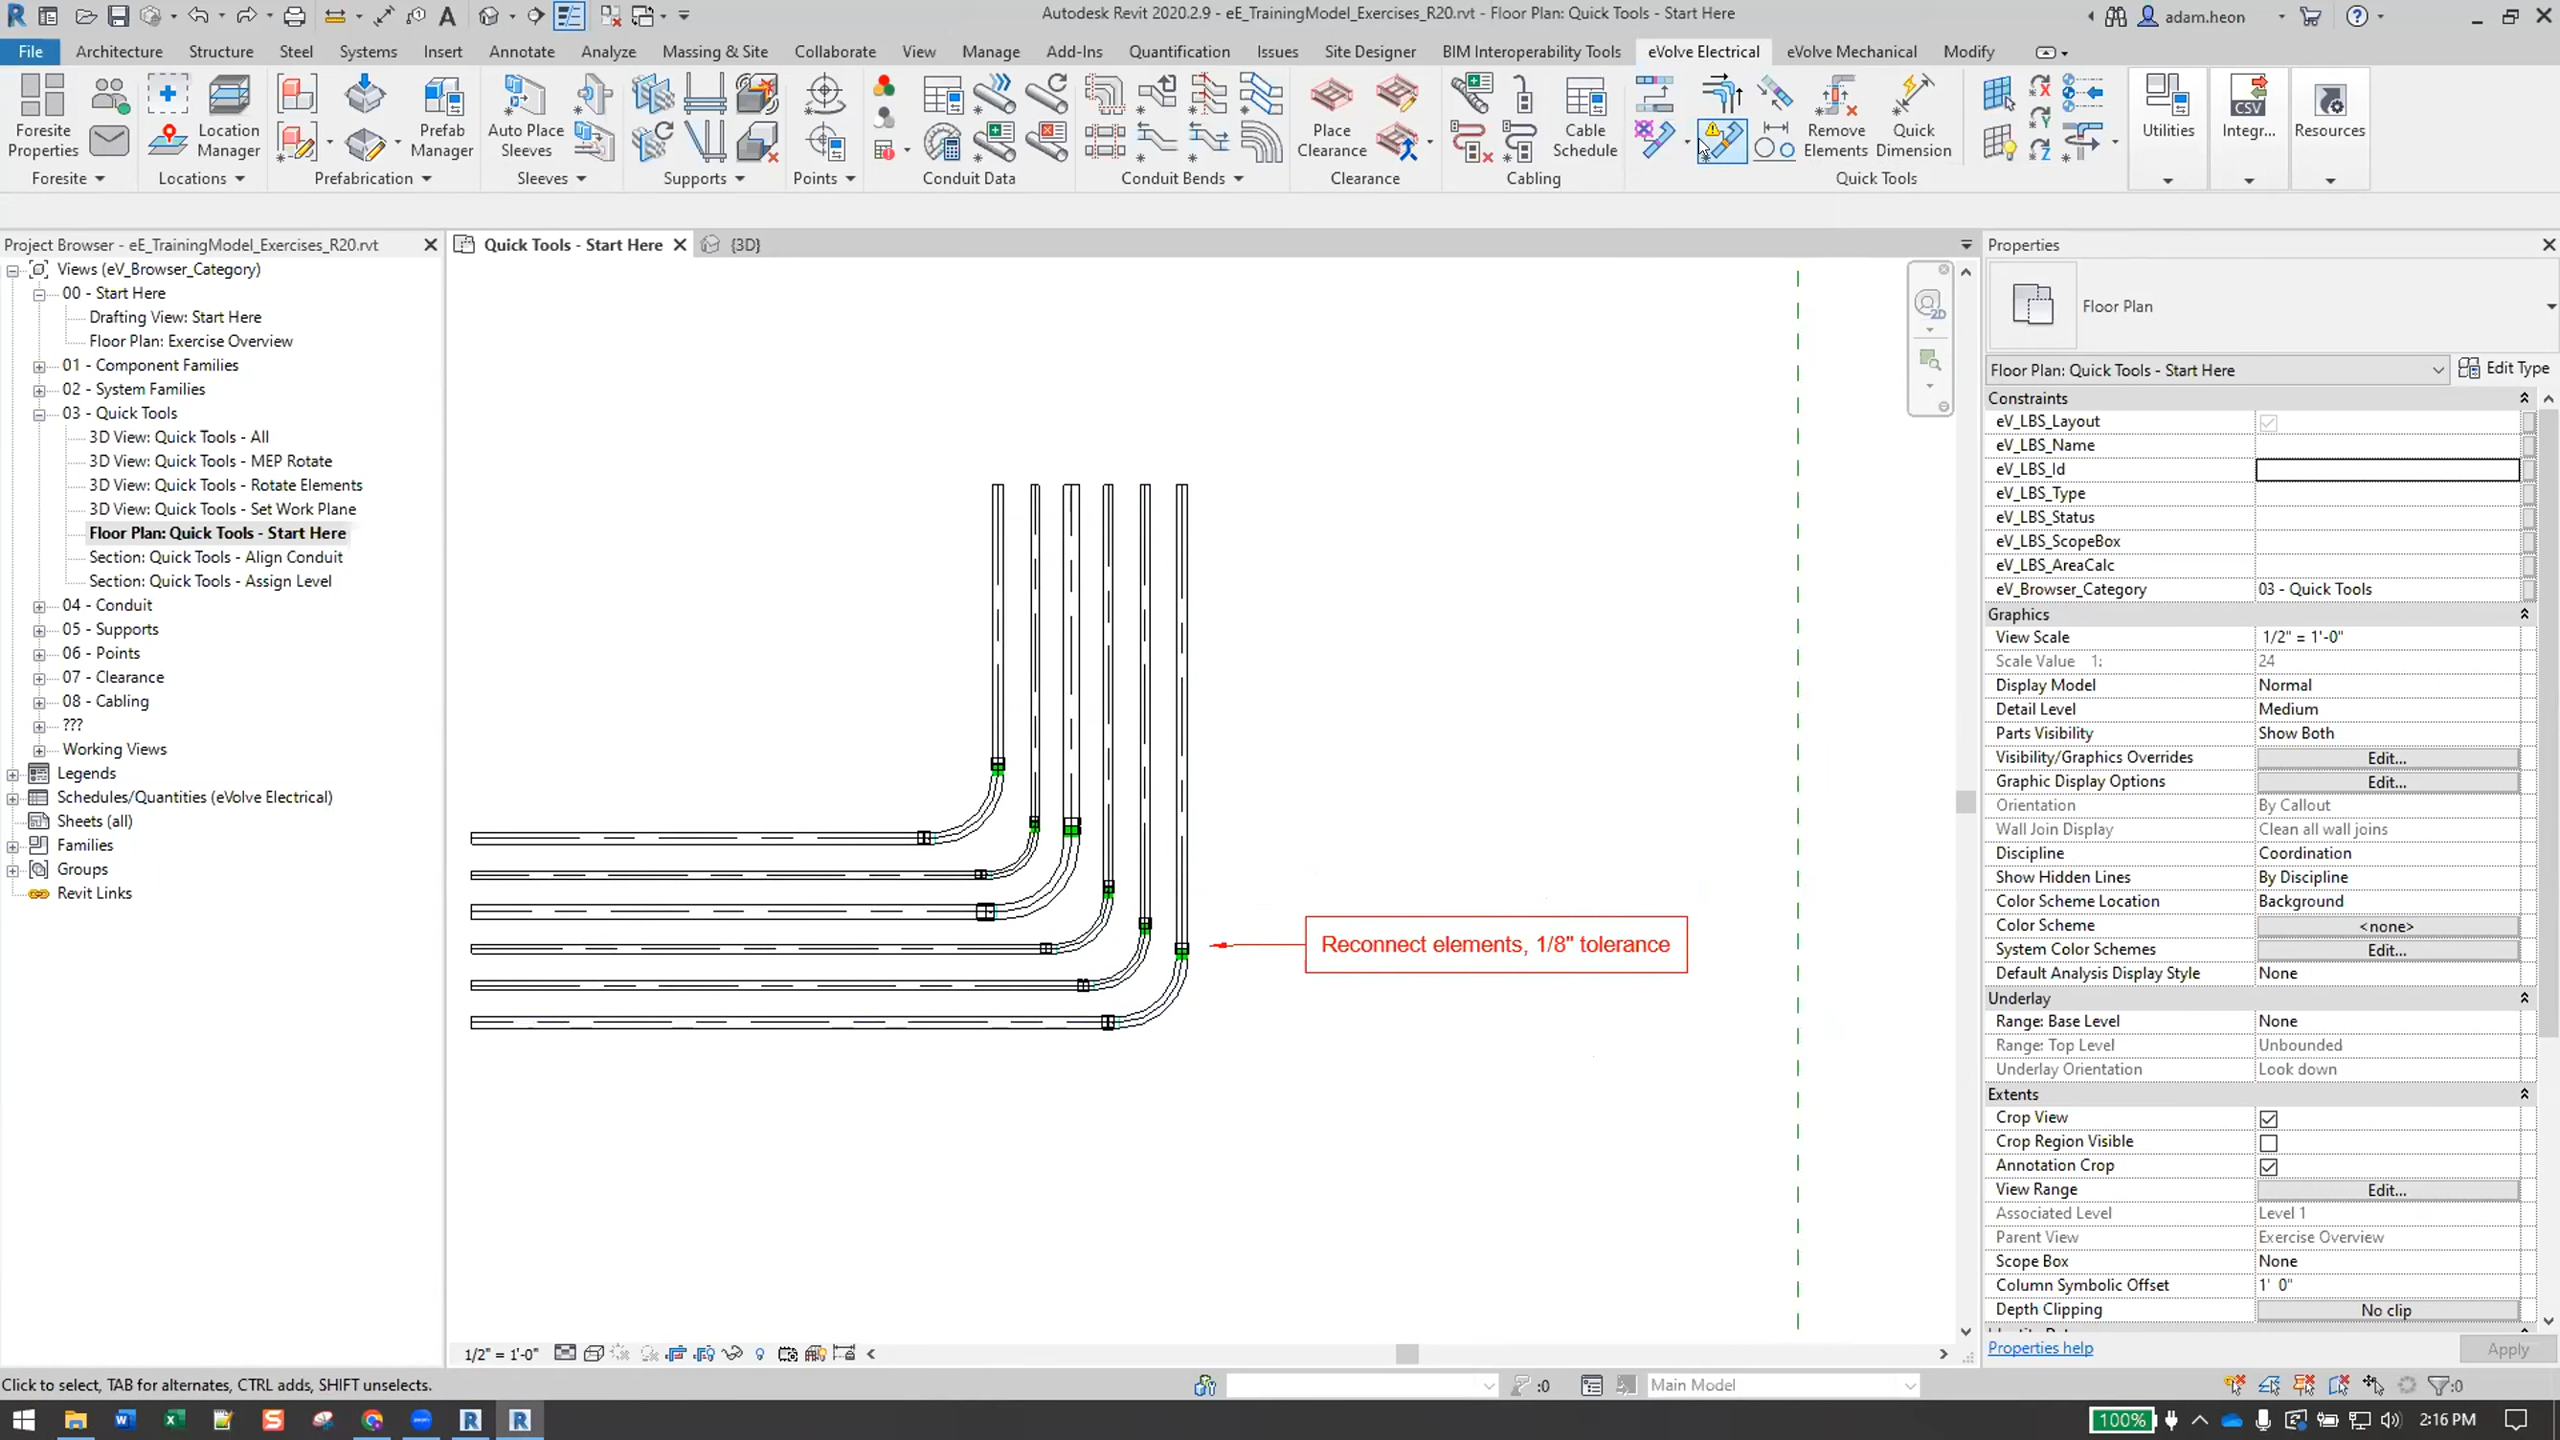 Autodesk Revit 2020.2.9 - eE_TrainingModel_Exercises_R20.rvt - Floor Plan: Quick Tools - Start Here
adam.heon
File Architecture Structure Steel Systems Insert Annotate Analyze Massing & Site Collaborate View Manage Add-Ins Quantification Issues Site Designer BIM Interoperability Tools eVolve Electrical eVolve Mechanical Modify
Foresite Properties
Location Manager
Prefab Manager
Auto Place Sleeves
Place Clearance
Cable Schedule
Remove Elements
Quick Dimension
Utilities
CSV
Integr...
Resources
Foresite Locations Prefabrication Sleeves Supports Points Conduit Data Conduit Bends Clearance Cabling Quick Tools
Project Browser - eE_TrainingModel_Exercises_R20.rvt
Views (eV_Browser_Category)
00 - Start Here
Drafting View: Start Here
Floor Plan: Exercise Overview
01 - Component Families
02 - System Families
03 - Quick Tools
3D View: Quick Tools - All
3D View: Quick Tools - MEP Rotate
3D View: Quick Tools - Rotate Elements
3D View: Quick Tools - Set Work Plane
Floor Plan: Quick Tools - Start Here
Section: Quick Tools - Align Conduit
Section: Quick Tools - Assign Level
04 - Conduit
05 - Supports
06 - Points
07 - Clearance
08 - Cabling
???
Working Views
Legends
Schedules/Quantities (eVolve Electrical)
Sheets (all)
Families
Groups
Revit Links
Quick Tools - Start Here
{3D}
2D
Reconnect elements, 1/8" tolerance
1/2" = 1'-0"
Properties
Floor Plan
Floor Plan: Quick Tools - Start Here
Edit Type
Constraints
eV_LBS_Layout
eV_LBS_Name
eV_LBS_Id
eV_LBS_Type
eV_LBS_Status
eV_LBS_ScopeBox
eV_LBS_AreaCalc
eV_Browser_Category 03 - Quick Tools
Graphics
View Scale 1/2" = 1'-0"
Scale Value 1: 24
Display Model Normal
Detail Level Medium
Parts Visibility Show Both
Visibility/Graphics Overrides Edit...
Graphic Display Options Edit...
Orientation By Callout
Wall Join Display Clean all wall joins
Discipline Coordination
Show Hidden Lines By Discipline
Color Scheme Location Background
Color Scheme <none>
System Color Schemes Edit...
Default Analysis Display Style None
Underlay
Range: Base Level None
Range: Top Level Unbounded
Underlay Orientation Look down
Extents
Crop View
Crop Region Visible
Annotation Crop
View Range Edit...
Associated Level Level 1
Parent View Exercise Overview
Scope Box None
Column Symbolic Offset 1' 0"
Depth Clipping No clip
Properties help
Apply
Click to select, TAB for alternates, CTRL adds, SHIFT unselects.
:0
Main Model
:0
100%
2:16 PM